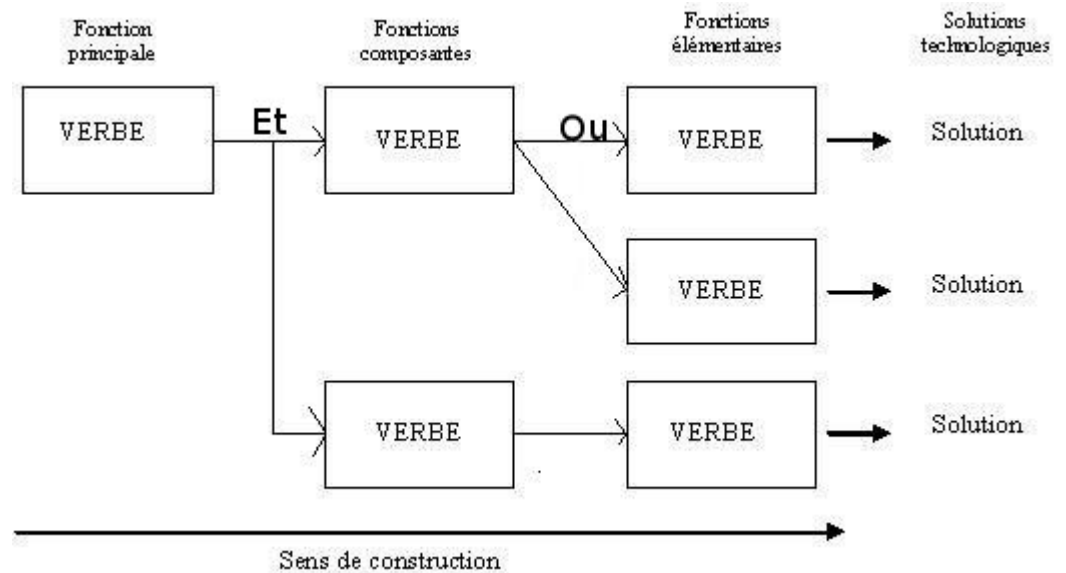 Fonction
principale
Fonctions
composantes
Fonctions
élémentaires
Solutions
technologiques
VERBE
Et
VERBE
Ou
VERBE
Solution
VERBE
Solution
VERBE
VERBE
Solution
Sens de construction